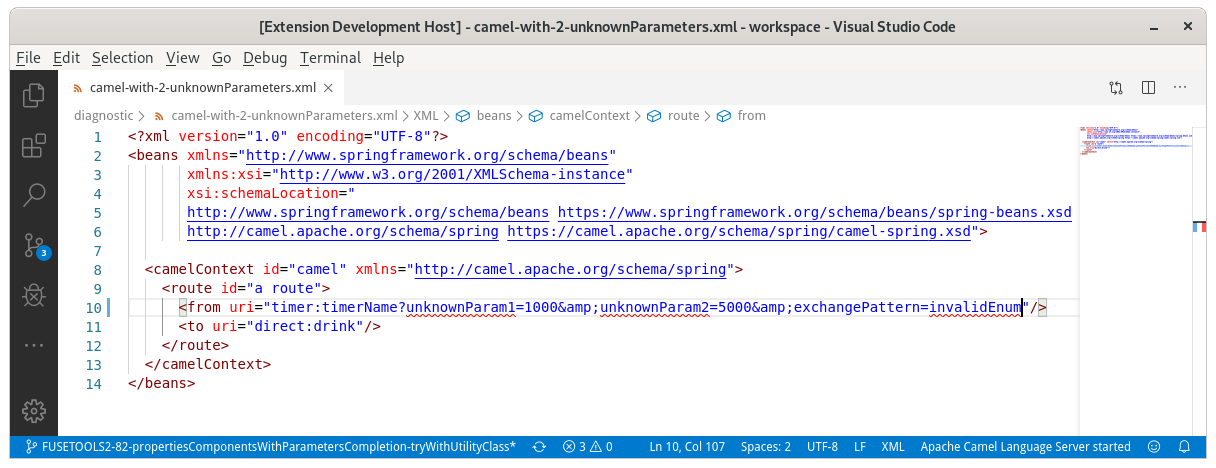 [Extension Development Host] - camel-with-2-unknownParameters.xml - workspace - Visual Studio Code
File Edit Selection View Go Debug Terminal Help
camel-with-2-unknownParameters.xml
diagnostic > camel-with-2-unknownParameters.xml > XML > beans > camelContext > route > from
1 <?xml version="1.0" encoding="UTF-8"?>
2 <beans xmlns="http://www.springframework.org/schema/beans"
3 xmlns:xsi="http://www.w3.org/2001/XMLSchema-instance"
4 xsi:schemaLocation="
5 http://www.springframework.org/schema/beans https://www.springframework.org/schema/beans/spring-beans.xsd
6 http://camel.apache.org/schema/spring https://camel.apache.org/schema/spring/camel-spring.xsd">
7
8 <camelContext id="camel" xmlns="http://camel.apache.org/schema/spring">
9 <route id="a route">
10 <from uri="timer:timerName?unknownParam1=1000&amp;unknownParam2=5000&amp;exchangePattern=invalidEnum"/>
11 <to uri="direct:drink"/>
12 </route>
13 </camelContext>
14 </beans>
3
FUSETOOLS2-82-propertiesComponentsWithParametersCompletion-tryWithUtilityClass* 3 0 Ln 10, Col 107 Spaces: 2 UTF-8 LF XML Apache Camel Language Server started